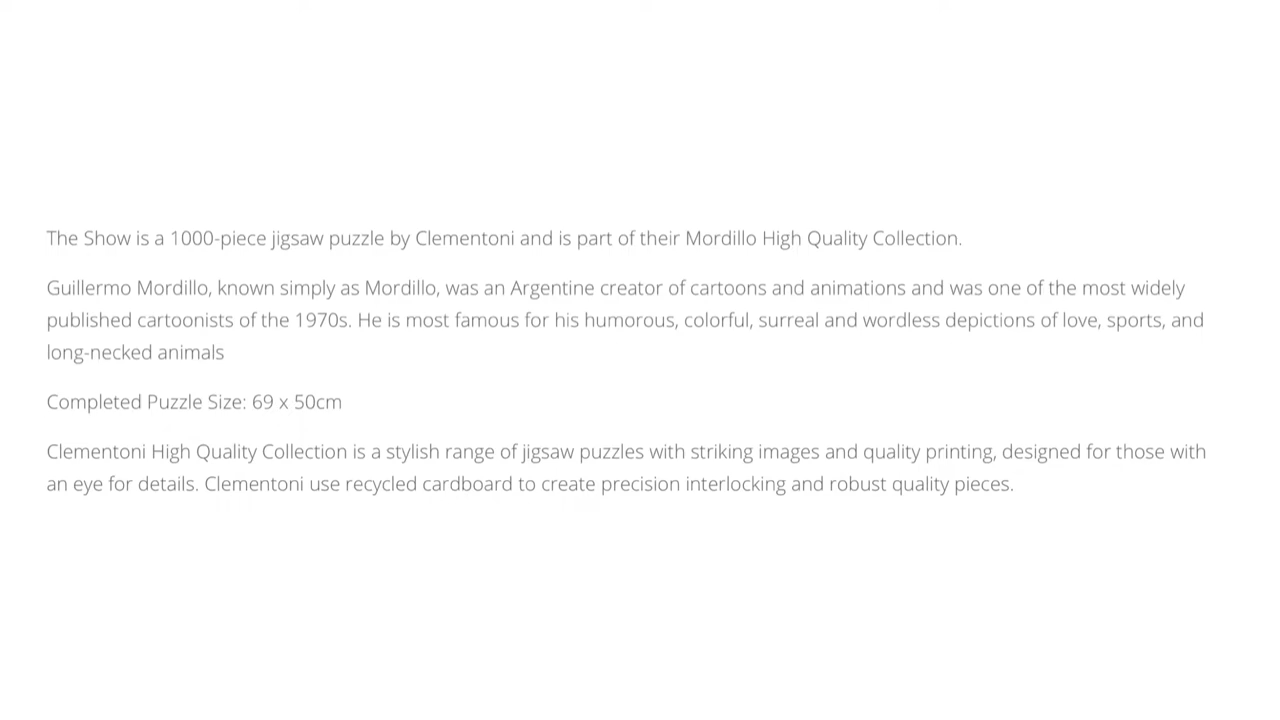 The Show is a 1000-piece jigsaw puzzle by Clementoni and is part of their Mordillo High Quality Collection.
Guillermo Mordillo, known simply as Mordillo, was an Argentine creator of cartoons and animations and was one of the most widely
published cartoonists of the 1970s. He is most famous for his humorous, colorful, surreal and wordless depictions of love, sports, and
long-necked animals
Completed Puzzle Size: 69 x 50cm
Clementoni High Quality Collection is a stylish range of jigsaw puzzles with striking images and quality printing, designed for those with
an eye for details. Clementoni use recycled cardboard to create precision interlocking and robust quality pieces.